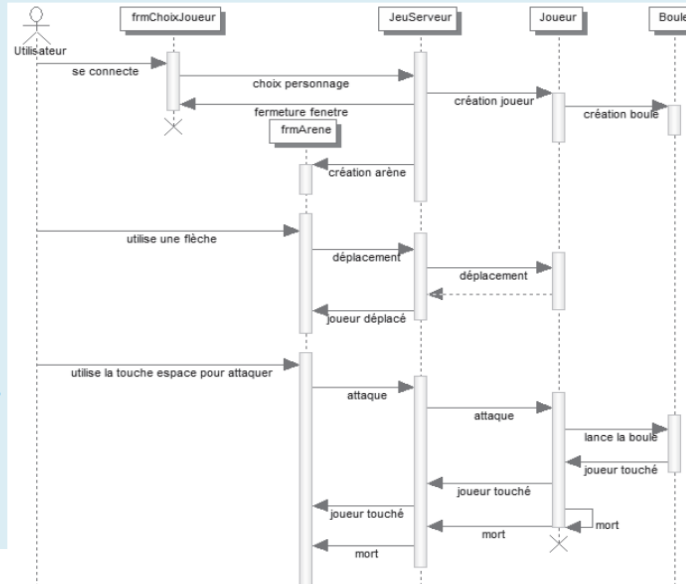 frmChoixJoueur
JeuServeur
Joueur
Boule
Utilisateur
se connecte
choix personnage
création joueur
fermeture fenetre
création boule
frmArene
création arène
utilise une flèche
déplacement
déplacement
joueur déplacé
utilise la touche espace pour attaquer
attaque
attaque
lance la boule
joueur touché
joueur touché
joueur touché
mort
mort
mort